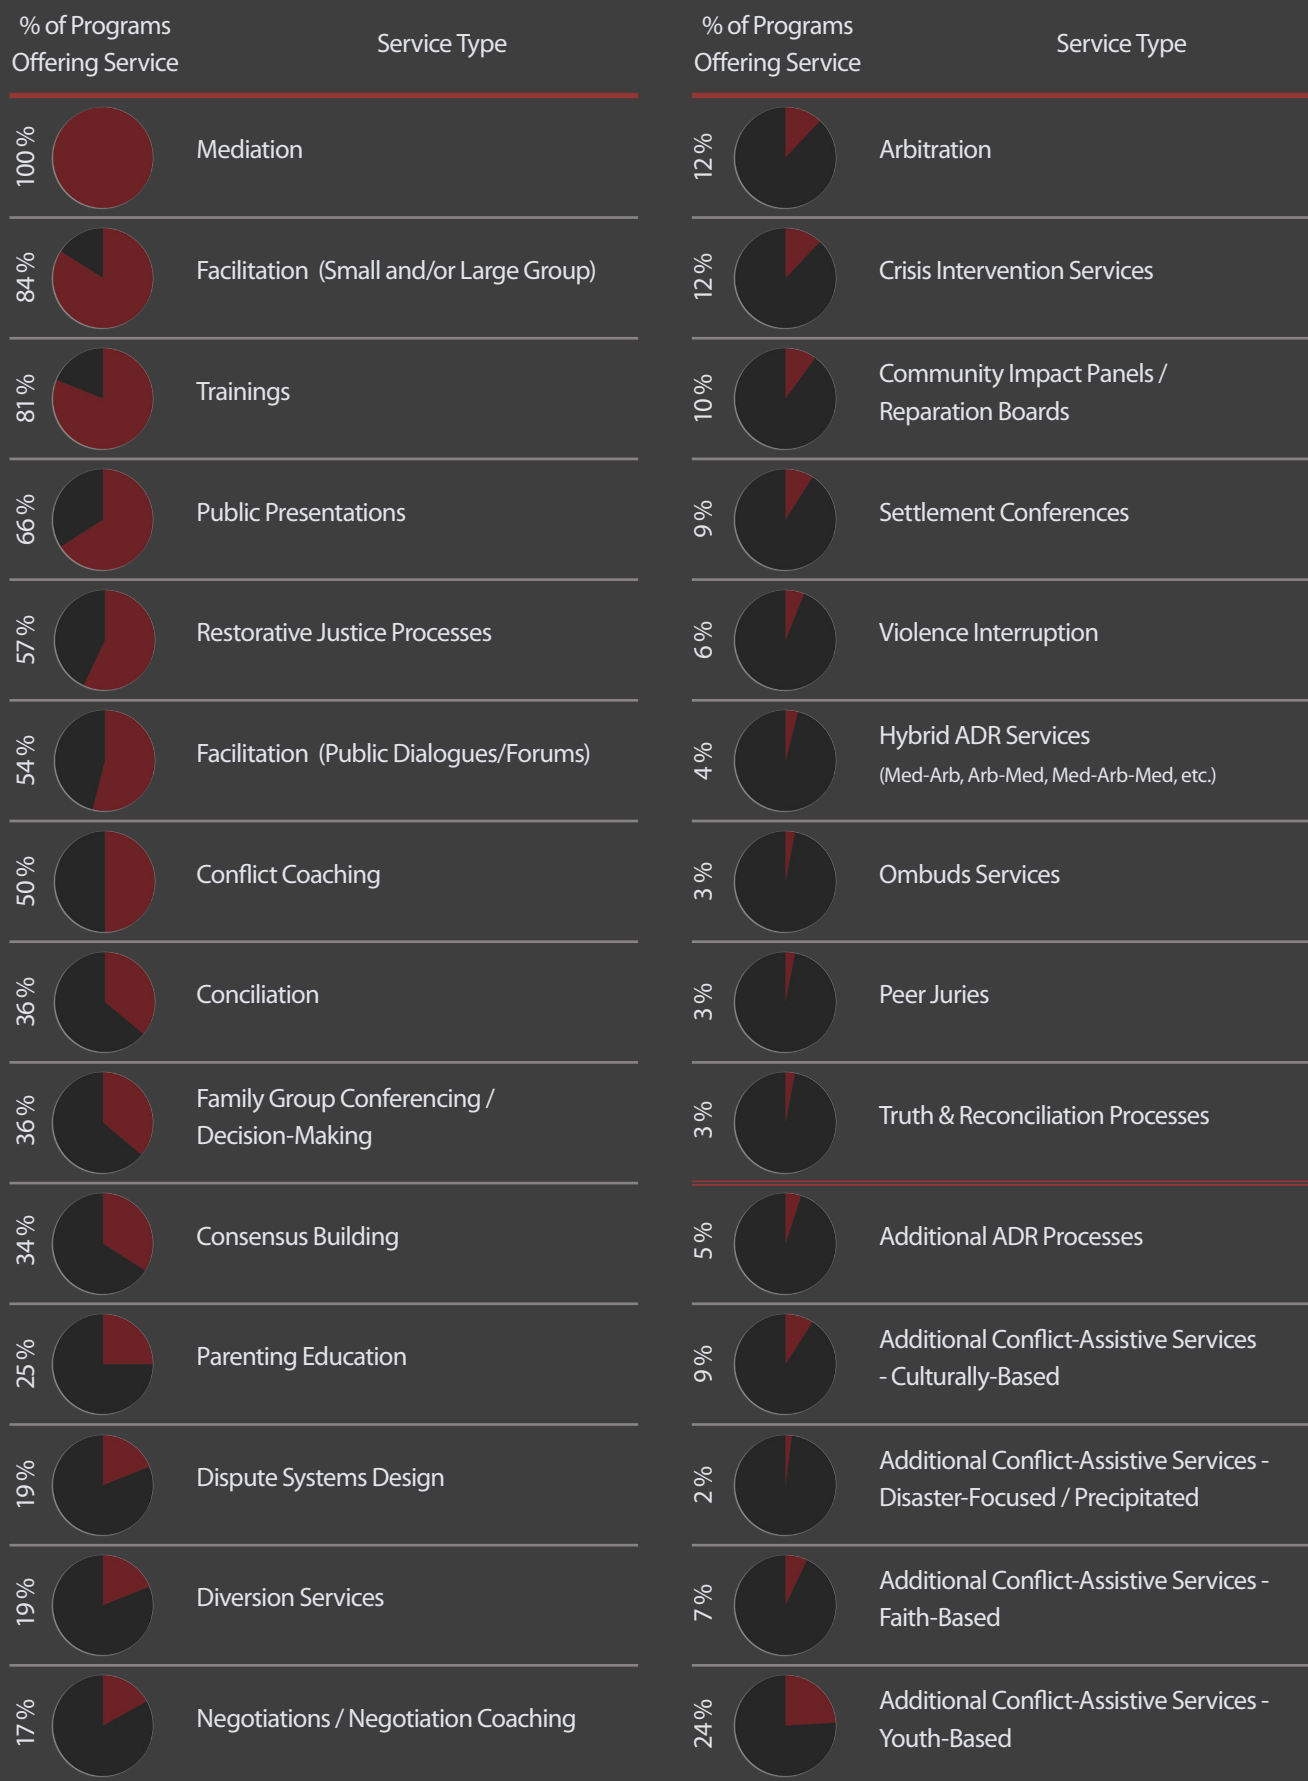 % of Programs
Offering Service
Service Type
100 %
Mediation
84 %
Facilitation (Small and/or Large Group)
81 %
Trainings
66 %
Public Presentations
57 %
Restorative Justice Processes
54 %
Facilitation (Public Dialogues/Forums)
50 %
Conflict Coaching
36 %
Conciliation
36 %
Family Group Conferencing /
Decision-Making
34 %
Consensus Building
25 %
Parenting Education
19 %
Dispute Systems Design
19 %
Diversion Services
17 %
Negotiations / Negotiation Coaching
% of Programs
Offering Service
Service Type
12 %
Arbitration
12 %
Crisis Intervention Services
10 %
Community Impact Panels /
Reparation Boards
9 %
Settlement Conferences
6 %
Violence Interruption
4 %
Hybrid ADR Services
(Med-Arb, Arb-Med, Med-Arb-Med, etc.)
3 %
Ombuds Services
3 %
Peer Juries
3 %
Truth & Reconciliation Processes
5 %
Additional ADR Processes
9 %
Additional Conflict-Assistive Services
- Culturally-Based
2 %
Additional Conflict-Assistive Services -
Disaster-Focused / Precipitated
7 %
Additional Conflict-Assistive Services -
Faith-Based
24 %
Additional Conflict-Assistive Services -
Youth-Based